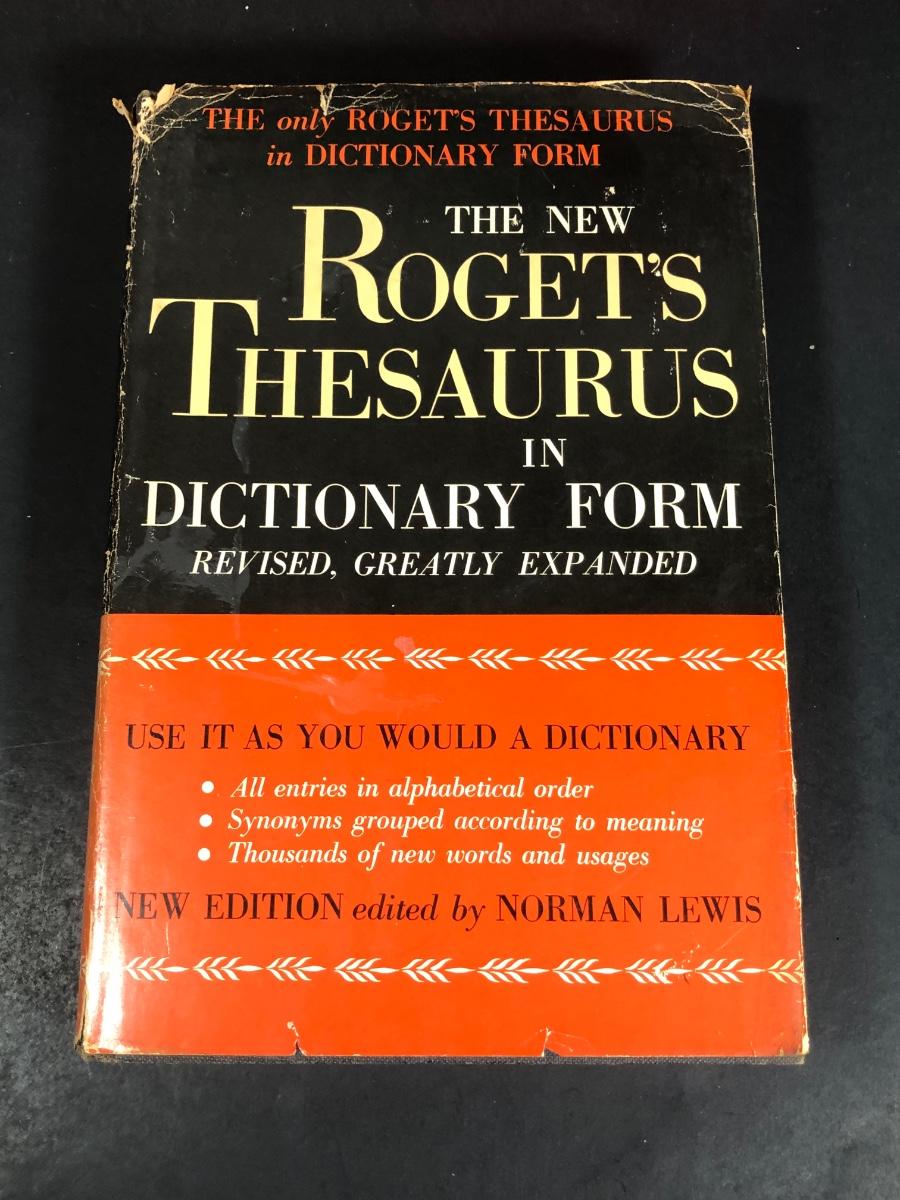 THE only ROGET'S THESAURUS
in DICTIONARY FORM
THE NEW
ROGET'S
THESAURUS
IN
DICTIONARY FORM
REVISED, GREATLY EXPANDED
USE IT AS YOU WOULD A DICTIONARY
• All entries in alphabetical order
• Synonyms grouped according to meaning
• Thousands of new words and usages
NEW EDITION edited by NORMAN LEWIS